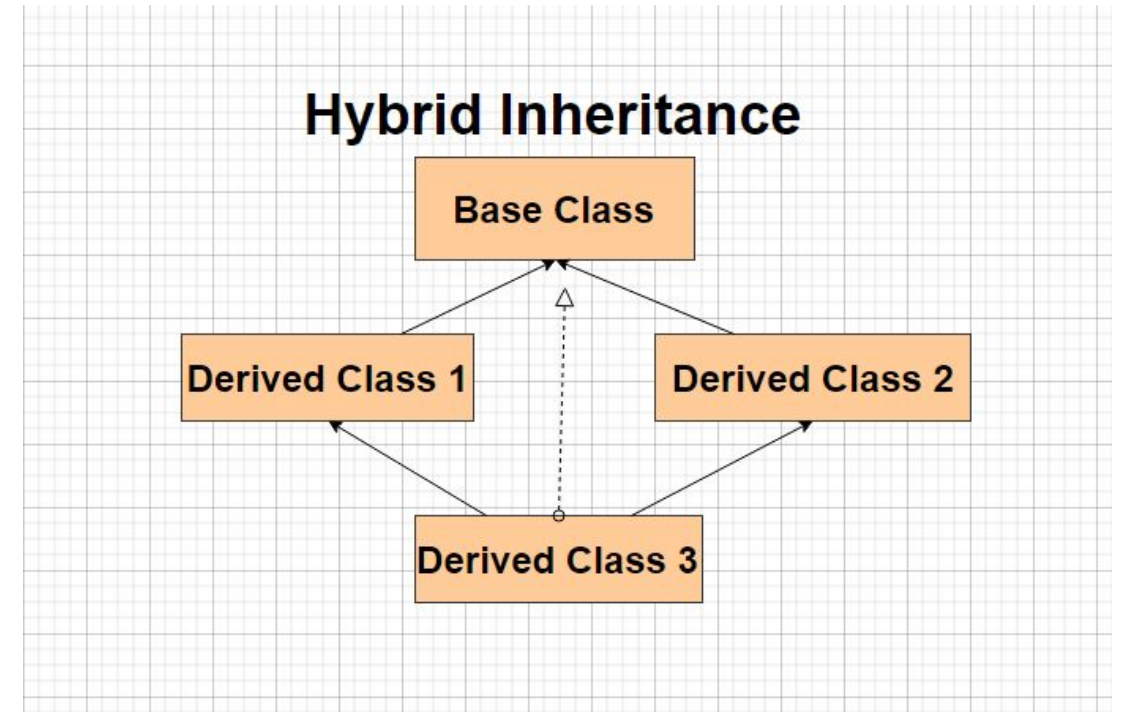 Hybrid Inheritance
Base Class
Derived Class 1
Derived Class 2
Derived Class 3